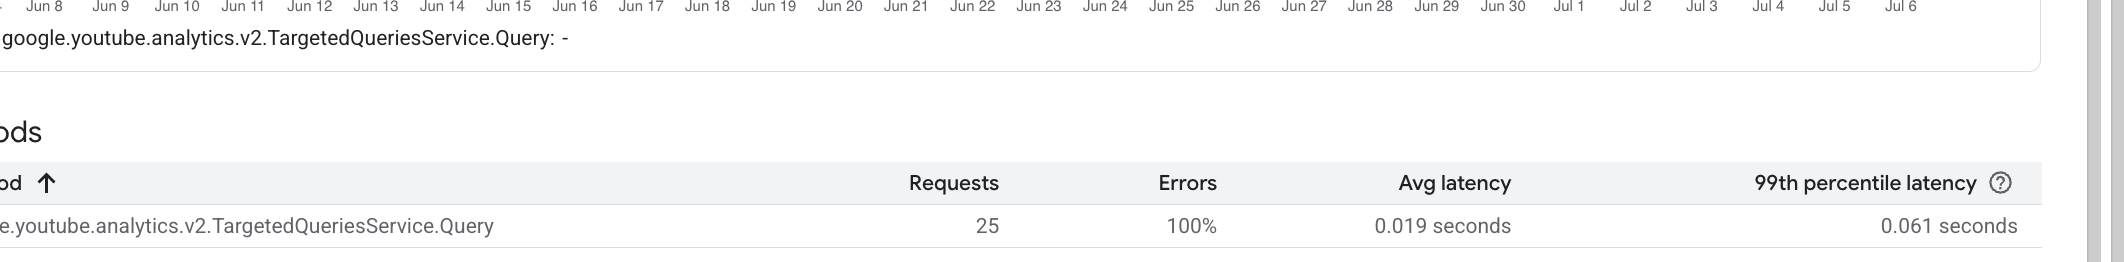 Jun 8 Jun 9 Jun 10 Jun 11 Jun 12 Jun 13 Jun 14 Jun 15 Jun 16 Jun 17 Jun 18 Jun 19 Jun 20 Jun 21 Jun 22 Jun 23 Jun 24 Jun 25 Jun 26 Jun 27 Jun 28 Jun 29 Jun 30 Jul 1 Jul 2 Jul 3 Jul 4 Jul 5 Jul 6
google.youtube.analytics.v2.TargetedQueriesService.Query: -
ods
od ↑ Requests Errors Avg latency 99th percentile latency ?
e.youtube.analytics.v2.TargetedQueriesService.Query 25 100% 0.019 seconds 0.061 seconds